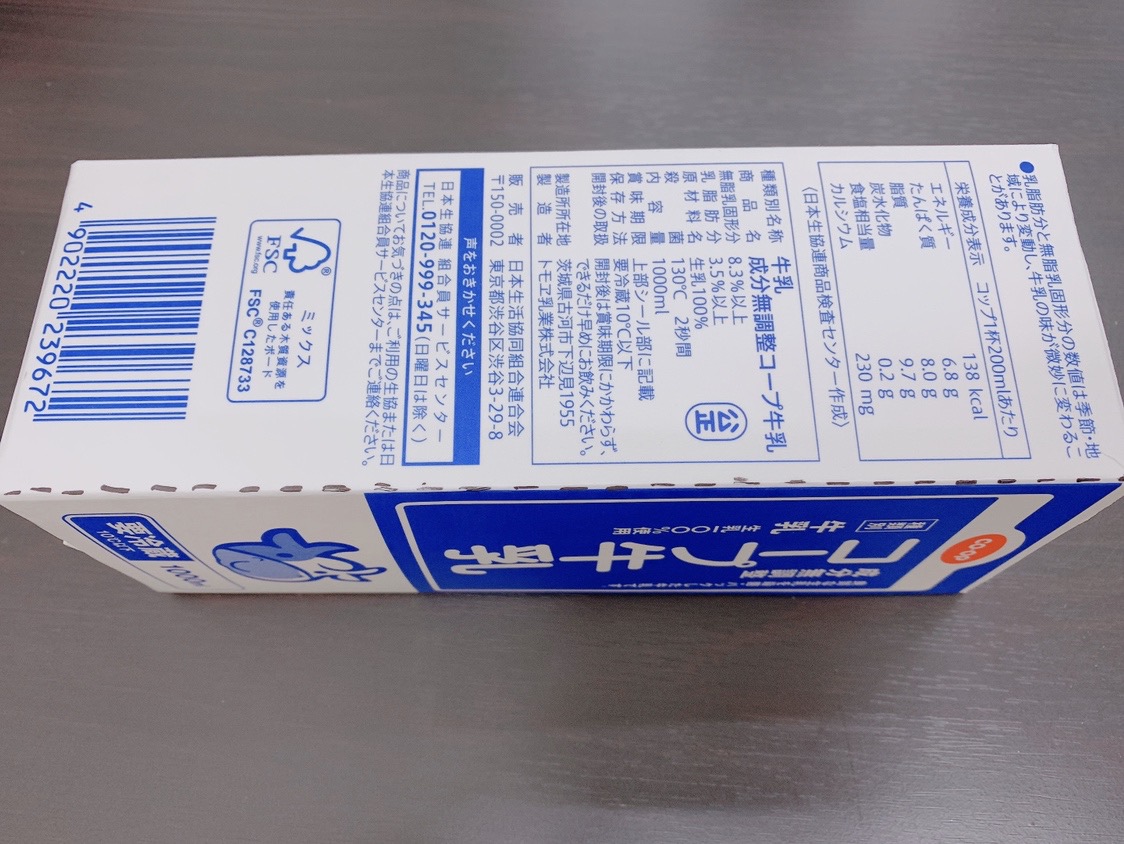 ●乳脂肪分と無脂乳固形分の数値は季節・地
域により変動し、牛乳の味が微妙に変わるこ
とがあります。
栄養成分表示 コップ1杯200mlあたり
エネルギー 138 kcal
たんぱく質 6.8 g
脂質 8.0 g
炭水化物 9.7 g
食塩相当量 0.2 g
カルシウム 230 mg
(日本生協連商品検査センター作成)
種類別名称 牛乳
商品名 成分無調整コープ牛乳
無脂乳固形分 8.3%以上
乳脂肪分 3.5%以上
原材料名 生乳100%
殺菌 130°C 2秒間
内容量 1000ml
賞味期限 上部シール部に記載
保存方法 要冷蔵10°C以下
開封後の取扱 開封後は賞味期限にかかわらず、
できるだけ早めにお飲みください。
製造所所在地 茨城県古河市下辺見1955
製造者 トモヱ乳業株式会社
公正
販売者 日本生活協同組合連合会
〒150-0002 東京都渋谷区渋谷3-29-8
声をおきかせください
日本生協連 組合員サービスセンター
TEL.0120-999-345(日曜日は除く)
商品についてお気づきの点は、ご利用の生協または日
本生協連組合員サービスセンターまでご連絡ください。
FSC®
www.fsc.org
ミックス
責任ある木質資源を
使用したボード
FSC® C128733
4902220239672
co·op
種類別
牛乳
生乳100%使用
成分無調整
コープ牛乳
要冷蔵
10°C以下
1000ml